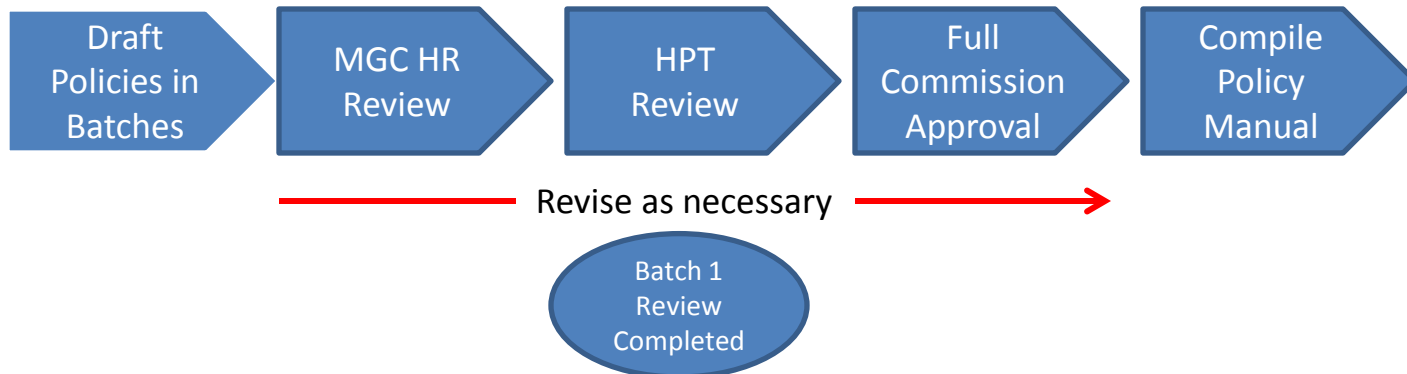 Draft
Policies in
Batches
MGC HR
Review
HPT
Review
Full
Commission
Approval
Compile
Policy
Manual
Revise as necessary
Batch 1
Review
Completed